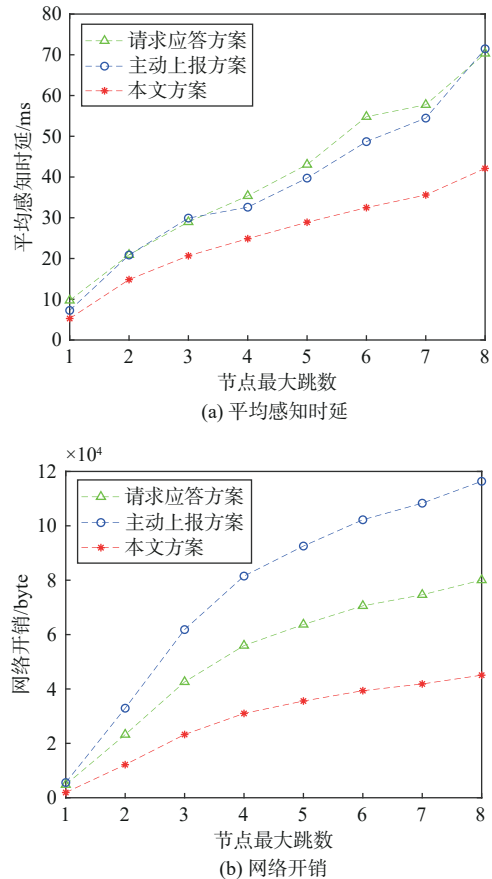 80
70
60
50
40
30
20
10
0
平均感知时延/ms
请求应答方案
主动上报方案
本文方案
1 2 3 4 5 6 7 8
节点最大跳数
(a) 平均感知时延
×10⁴
12
10
8
6
4
2
0
网络开销/byte
请求应答方案
主动上报方案
本文方案
1 2 3 4 5 6 7 8
节点最大跳数
(b) 网络开销